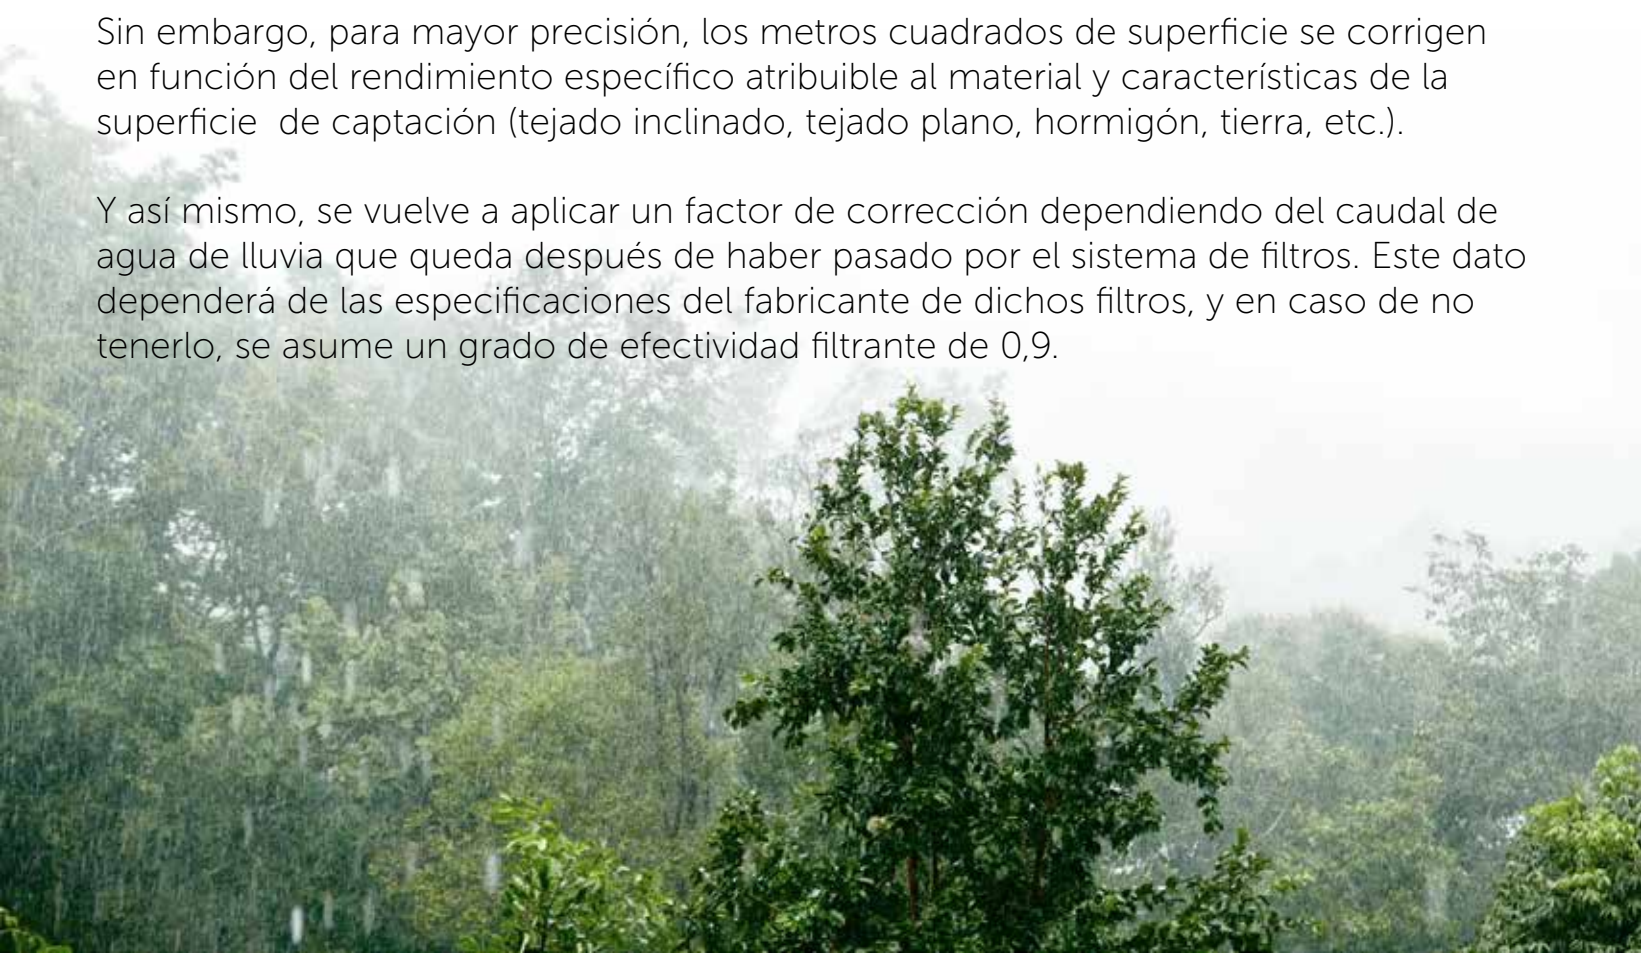 Sin embargo, para mayor precisión, los metros cuadrados de superficie se corrigen
en función del rendimiento específico atribuible al material y características de la
superficie  de captación (tejado inclinado, tejado plano, hormigón, tierra, etc.).
Y así mismo, se vuelve a aplicar un factor de corrección dependiendo del caudal de
agua de lluvia que queda después de haber pasado por el sistema de filtros. Este dato
dependerá de las especificaciones del fabricante de dichos filtros, y en caso de no
tenerlo, se asume un grado de efectividad filtrante de 0,9.